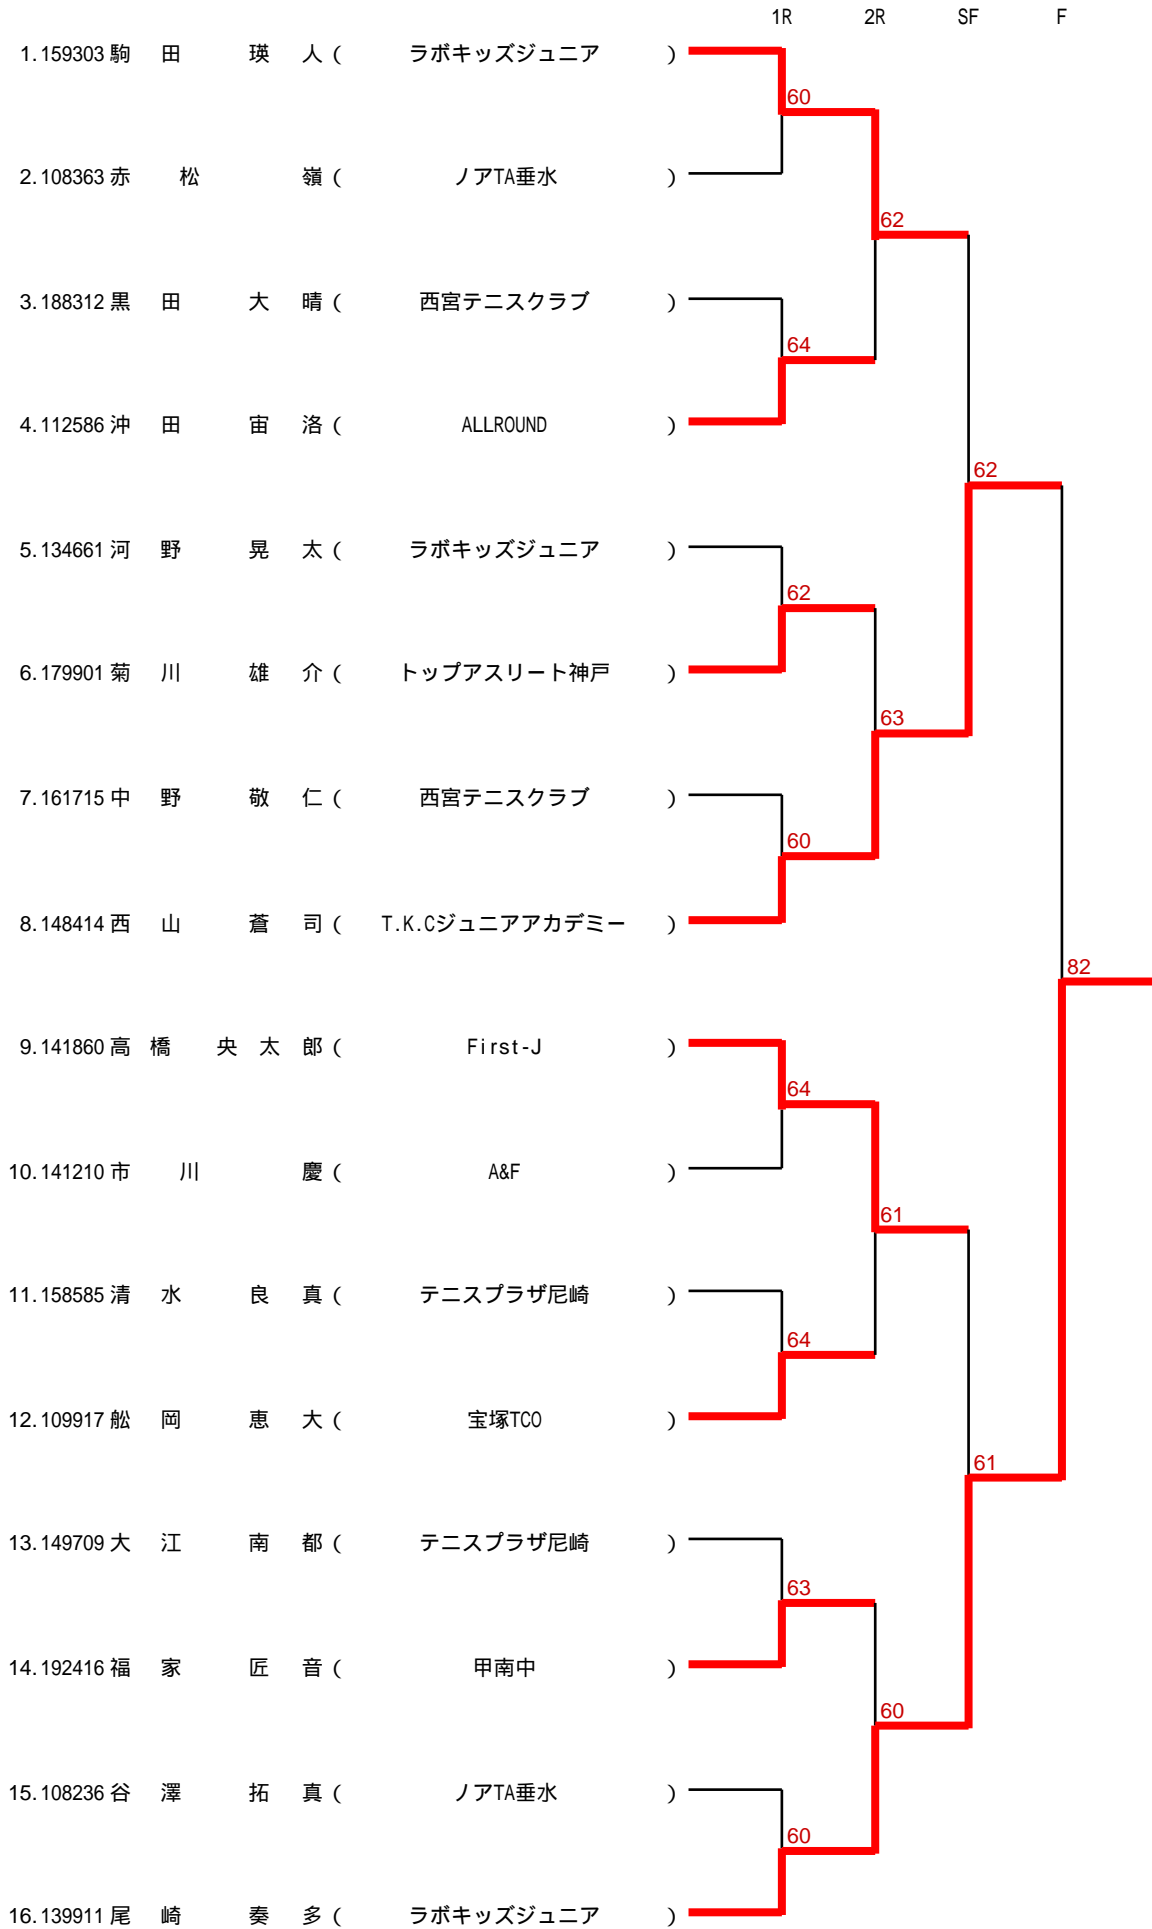 1R 2R SF F
1.159303 駒 田 瑛 人 ( ラボキッズジュニア )
60
2.108363 赤 松 嶺 ( ノアTA垂水 )
62
3.188312 黒 田 大 晴 ( 西宮テニスクラブ )
64
4.112586 沖 田 宙 洛 ( ALLROUND )
62
5.134661 河 野 晃 太 ( ラボキッズジュニア )
62
6.179901 菊 川 雄 介 ( トップアスリート神戸 )
63
7.161715 中 野 敬 仁 ( 西宮テニスクラブ )
60
8.148414 西 山 蒼 司 ( T.K.Cジュニアアカデミー )
82
9.141860 高 橋 央 太 郎 ( First-J )
64
10.141210 市 川 慶 ( A&F )
61
11.158585 清 水 良 真 ( テニスプラザ尼崎 )
64
12.109917 舩 岡 恵 大 ( 宝塚TCO )
61
13.149709 大 江 南 都 ( テニスプラザ尼崎 )
63
14.192416 福 家 匠 音 ( 甲南中 )
60
15.108236 谷 澤 拓 真 ( ノアTA垂水 )
60
16.139911 尾 崎 奏 多 ( ラボキッズジュニア )